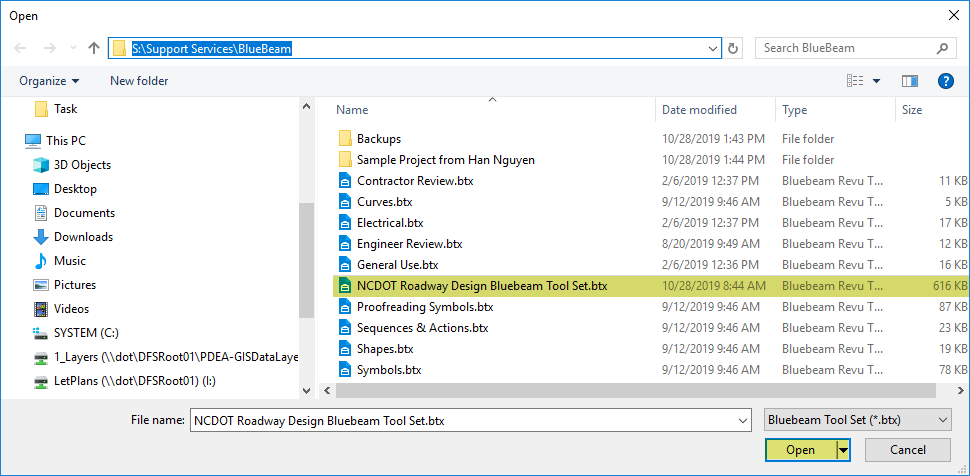 Open
S:\Support Services\BlueBeam
Search BlueBeam
Organize
New folder
Task
This PC
3D Objects
Desktop
Documents
Downloads
Music
Pictures
Videos
SYSTEM (C:)
1_Layers (\\dot\DFSRoot01\PDEA-GISDataLaye
LetPlans (\\dot\DFSRoot01) (I:)
Name Date modified Type Size
Backups 10/28/2019 1:43 PM File folder
Sample Project from Han Nguyen 10/28/2019 1:44 PM File folder
Contractor Review.btx 2/6/2019 12:37 PM Bluebeam Revu T... 11 KB
Curves.btx 9/12/2019 9:46 AM Bluebeam Revu T... 5 KB
Electrical.btx 2/6/2019 12:37 PM Bluebeam Revu T... 17 KB
Engineer Review.btx 8/20/2019 9:49 AM Bluebeam Revu T... 12 KB
General Use.btx 2/6/2019 12:36 PM Bluebeam Revu T... 16 KB
NCDOT Roadway Design Bluebeam Tool Set.btx 10/28/2019 8:44 AM Bluebeam Revu T... 616 KB
Proofreading Symbols.btx 9/12/2019 9:46 AM Bluebeam Revu T... 87 KB
Sequences & Actions.btx 9/12/2019 9:46 AM Bluebeam Revu T... 23 KB
Shapes.btx 9/12/2019 9:46 AM Bluebeam Revu T... 19 KB
Symbols.btx 9/12/2019 9:46 AM Bluebeam Revu T... 78 KB
File name: NCDOT Roadway Design Bluebeam Tool Set.btx
Bluebeam Tool Set (*.btx)
Open
Cancel